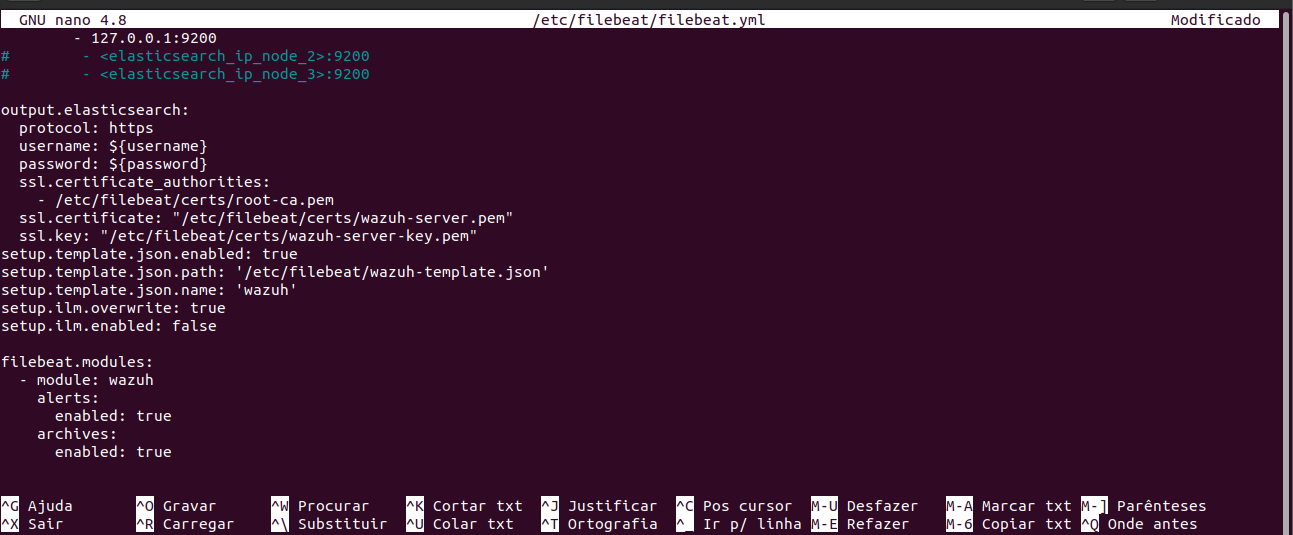 GNU nano 4.8 /etc/filebeat/filebeat.yml Modificado
        - 127.0.0.1:9200
#        - <elasticsearch_ip_node_2>:9200
#        - <elasticsearch_ip_node_3>:9200
output.elasticsearch:
  protocol: https
  username: ${username}
  password: ${password}
  ssl.certificate_authorities:
    - /etc/filebeat/certs/root-ca.pem
  ssl.certificate: "/etc/filebeat/certs/wazuh-server.pem"
  ssl.key: "/etc/filebeat/certs/wazuh-server-key.pem"
setup.template.json.enabled: true
setup.template.json.path: '/etc/filebeat/wazuh-template.json'
setup.template.json.name: 'wazuh'
setup.ilm.overwrite: true
setup.ilm.enabled: false
filebeat.modules:
  - module: wazuh
    alerts:
      enabled: true
    archives:
      enabled: true
^G Ajuda ^O Gravar ^W Procurar ^K Cortar txt ^J Justificar ^C Pos cursor M-U Desfazer M-A Marcar txt M-] Parênteses
^X Sair ^R Carregar ^\ Substituir ^U Colar txt ^T Ortografia ^_ Ir p/ linha M-E Refazer M-6 Copiar txt ^Q Onde antes